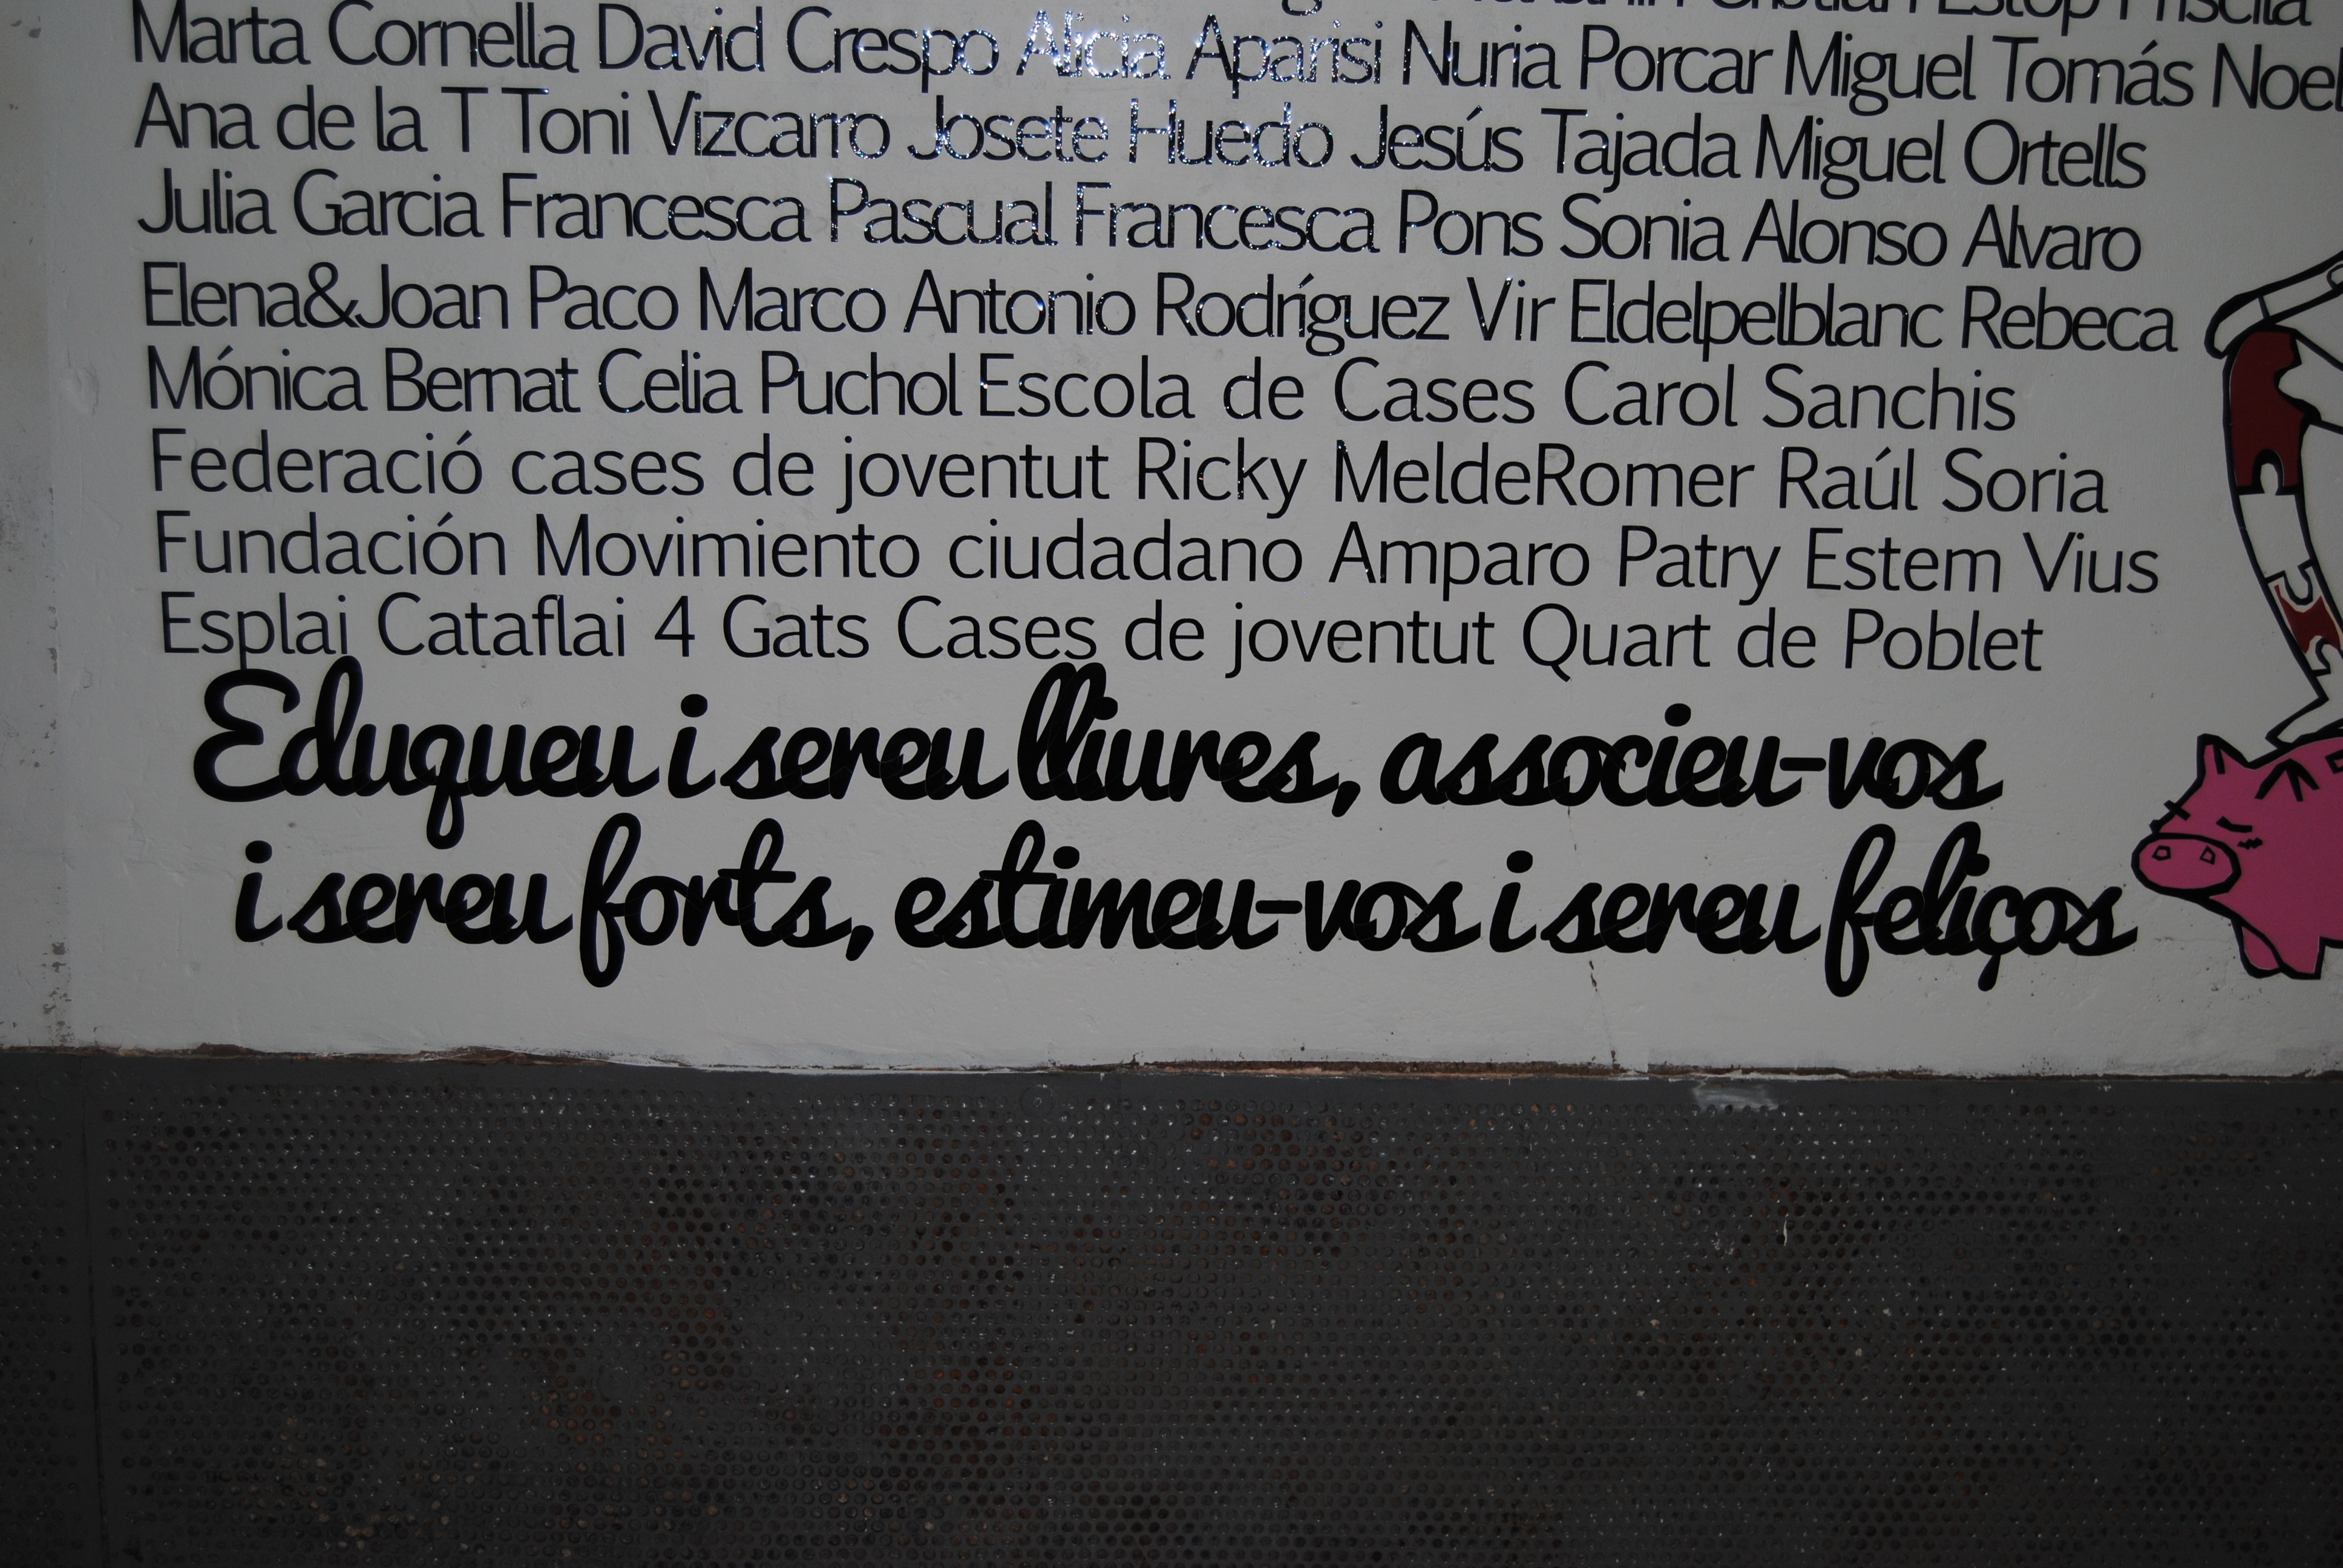 Cristian Estop Priscila
Marta Cornella David Crespo Alicia Aparisi Nuria Porcar Miguel Tomás Noel
Ana de la T Toni Vizcarro Josete Huedo Jesús Tajada Miguel Ortells
Julia Garcia Francesca Pascual Francesca Pons Sonia Alonso Alvaro
Elena&Joan Paco Marco Antonio Rodríguez Vir Eldelpelblanc Rebeca
Mónica Bernat Celia Puchol Escola de Cases Carol Sanchis
Federació cases de joventut Ricky MeldeRomer Raúl Soria
Fundación Movimiento ciudadano Amparo Patry Estem Vius
Esplai Cataflai 4 Gats Cases de joventut Quart de Poblet
Eduqueu i sereu lliures, associeu-vos
i sereu forts, estimeu-vos i sereu feliços